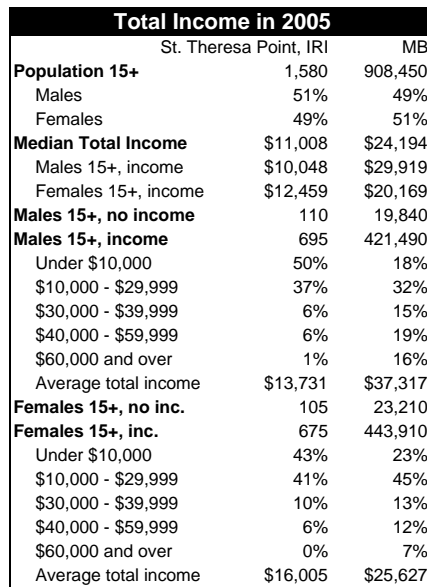 Total Income in 2005
St. Theresa Point, IRI MB
Population 15+ 1,580 908,450
Males 51% 49%
Females 49% 51%
Median Total Income $11,008 $24,194
Males 15+, income $10,048 $29,919
Females 15+, income $12,459 $20,169
Males 15+, no income 110 19,840
Males 15+, income 695 421,490
Under $10,000 50% 18%
$10,000 - $29,999 37% 32%
$30,000 - $39,999 6% 15%
$40,000 - $59,999 6% 19%
$60,000 and over 1% 16%
Average total income $13,731 $37,317
Females 15+, no inc. 105 23,210
Females 15+, inc. 675 443,910
Under $10,000 43% 23%
$10,000 - $29,999 41% 45%
$30,000 - $39,999 10% 13%
$40,000 - $59,999 6% 12%
$60,000 and over 0% 7%
Average total income $16,005 $25,627